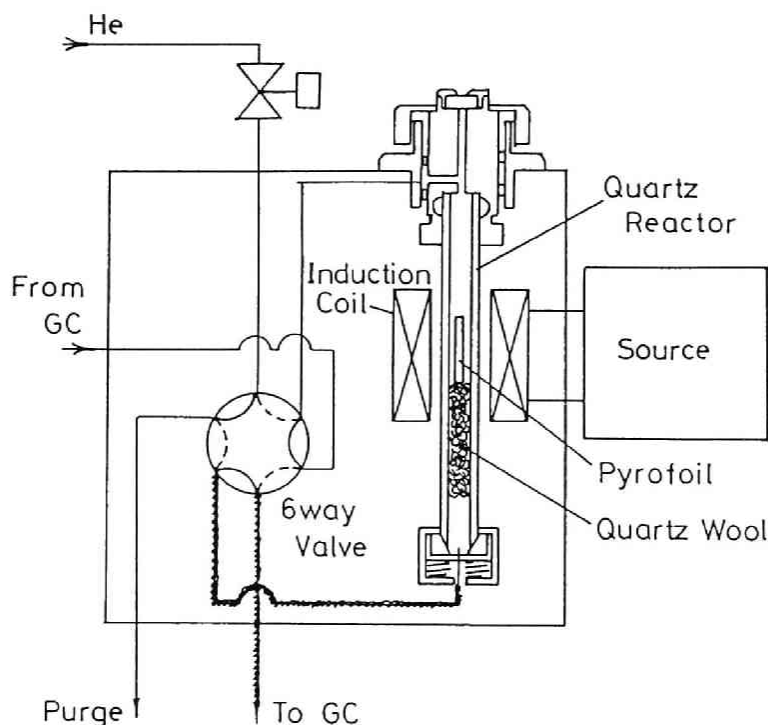 He
Quartz
Reactor
Induction
Coil
From
GC
Source
Pyrofoil
6way
Valve
Quartz Wool
Purge
To GC